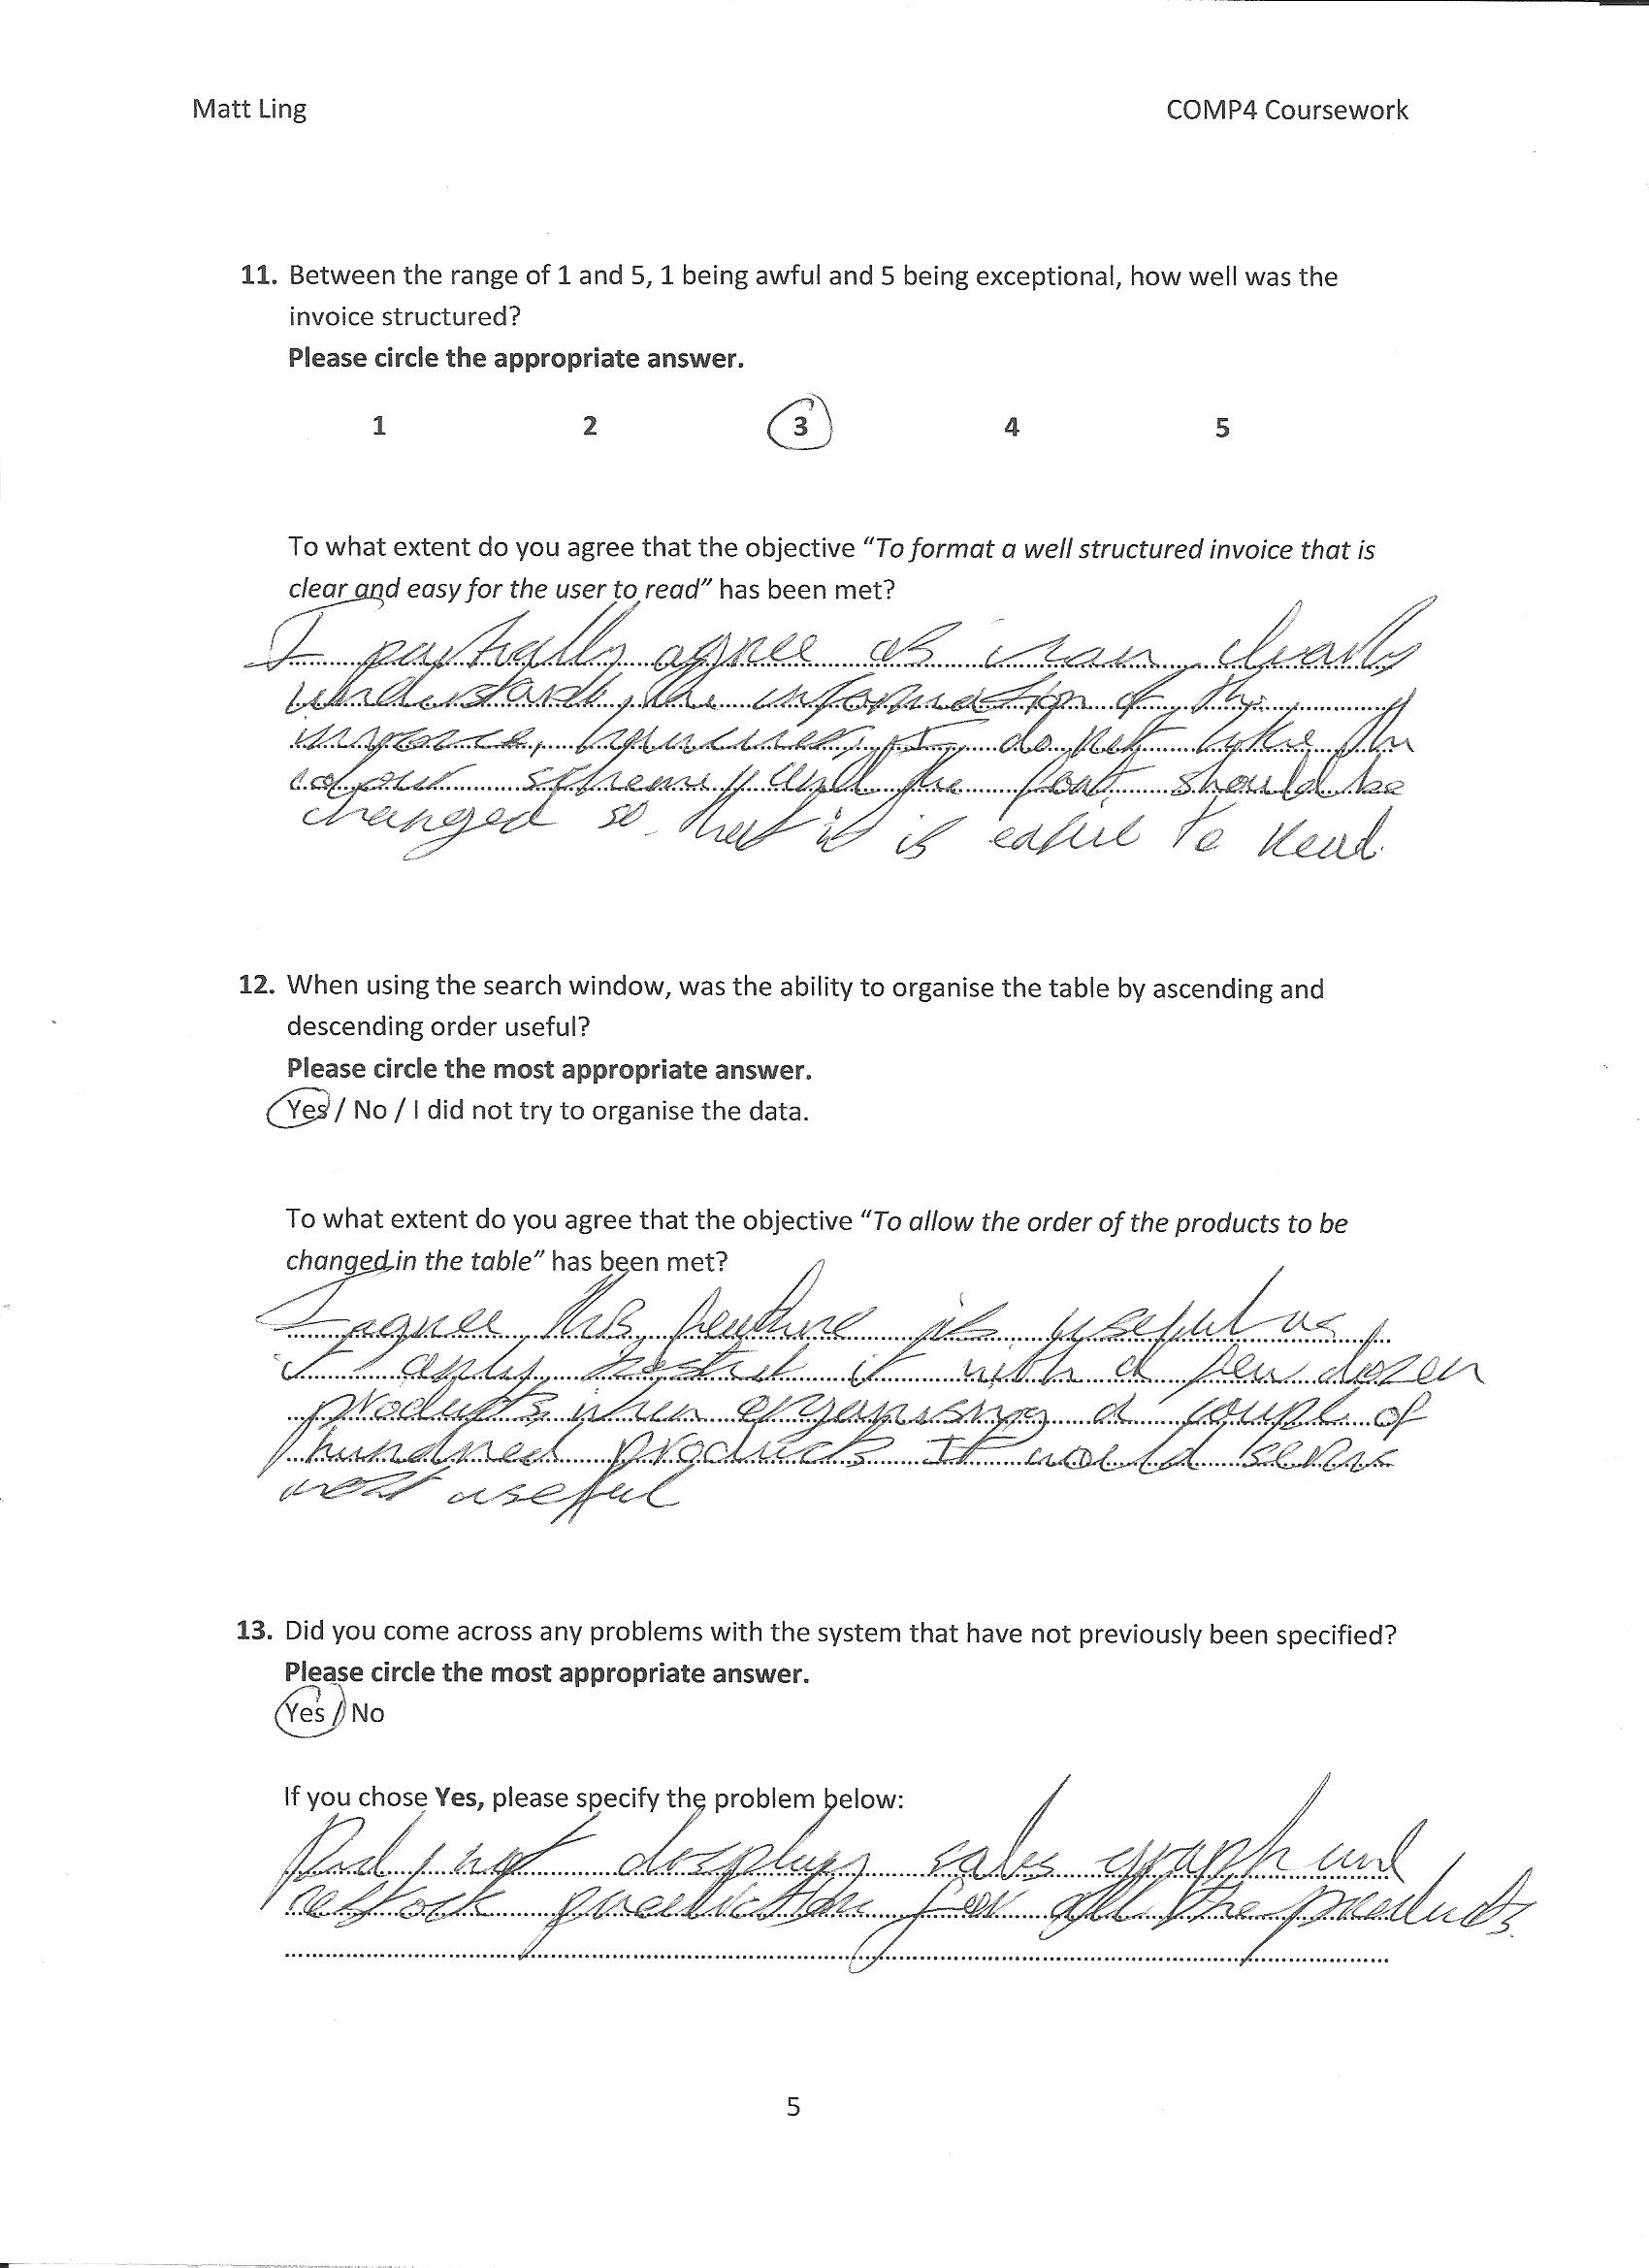 Matt Ling
COMP4 Coursework
11. Between the range of 1 and 5, 1 being awful and 5 being exceptional, how well was the
invoice structured?
Please circle the appropriate answer.
1 2 3 4 5
To what extent do you agree that the objective “To format a well structured invoice that is
clear and easy for the user to read” has been met?
I partially agree as i can clearly
understand the information of the
invoice, however, I do not like the
colour scheme and the font should be
changed so that it is easier to read.
12. When using the search window, was the ability to organise the table by ascending and
descending order useful?
Please circle the most appropriate answer.
Yes / No / I did not try to organise the data.
To what extent do you agree that the objective “To allow the order of the products to be
changed in the table” has been met?
I agree this feature is useful as
I only tested it with a few dozen
products, when organising a couple of
hundred products it would
most useful
13. Did you come across any problems with the system that have not previously been specified?
Please circle the most appropriate answer.
Yes / No
If you chose Yes, please specify the problem below:
Did not display sales graph and
restock prediction for all the products.
5